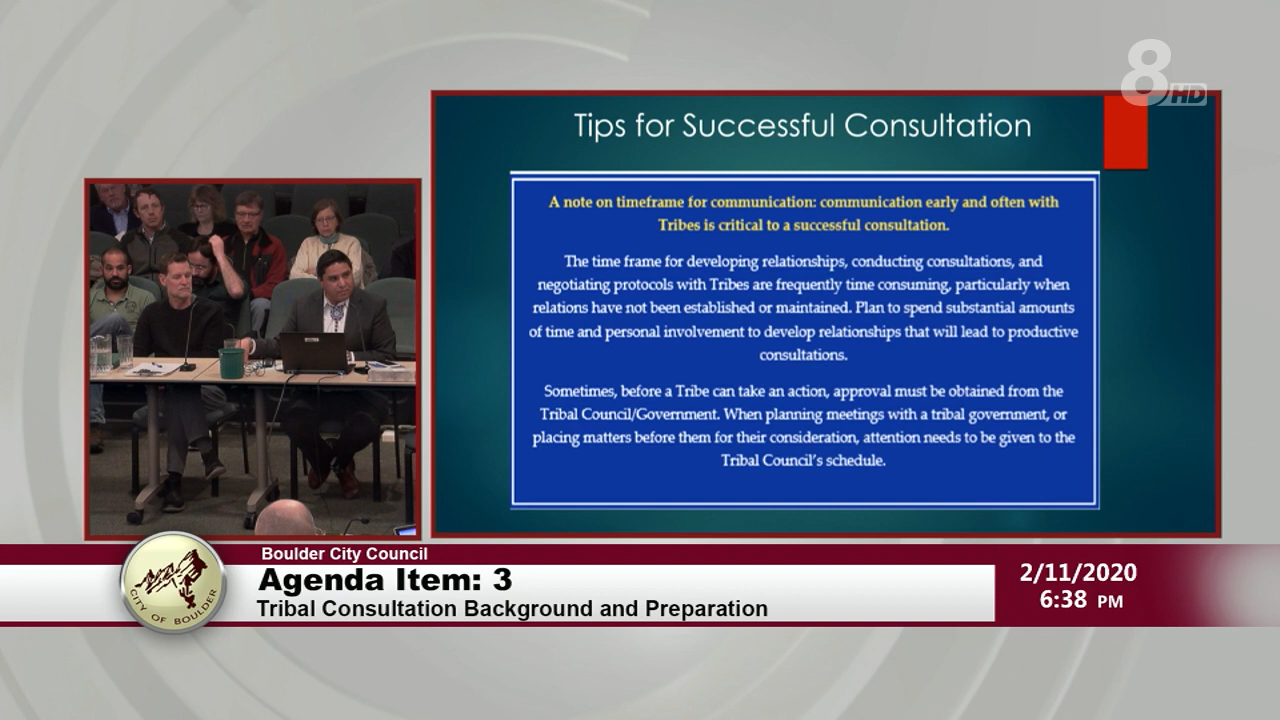 8 HD
Tips for Successful Consultation
A note on timeframe for communication: communication early and often with
Tribes is critical to a successful consultation.
The time frame for developing relationships, conducting consultations, and
negotiating protocols with Tribes are frequently time consuming, particularly when
relations have not been established or maintained. Plan to spend substantial amounts
of time and personal involvement to develop relationships that will lead to productive
consultations.
Sometimes, before a Tribe can take an action, approval must be obtained from the
Tribal Council/Government. When planning meetings with a tribal government, or
placing matters before them for their consideration, attention needs to be given to the
Tribal Council's schedule.
Boulder City Council
Agenda Item: 3
Tribal Consultation Background and Preparation
2/11/2020
6:38 PM
CITY OF BOULDER